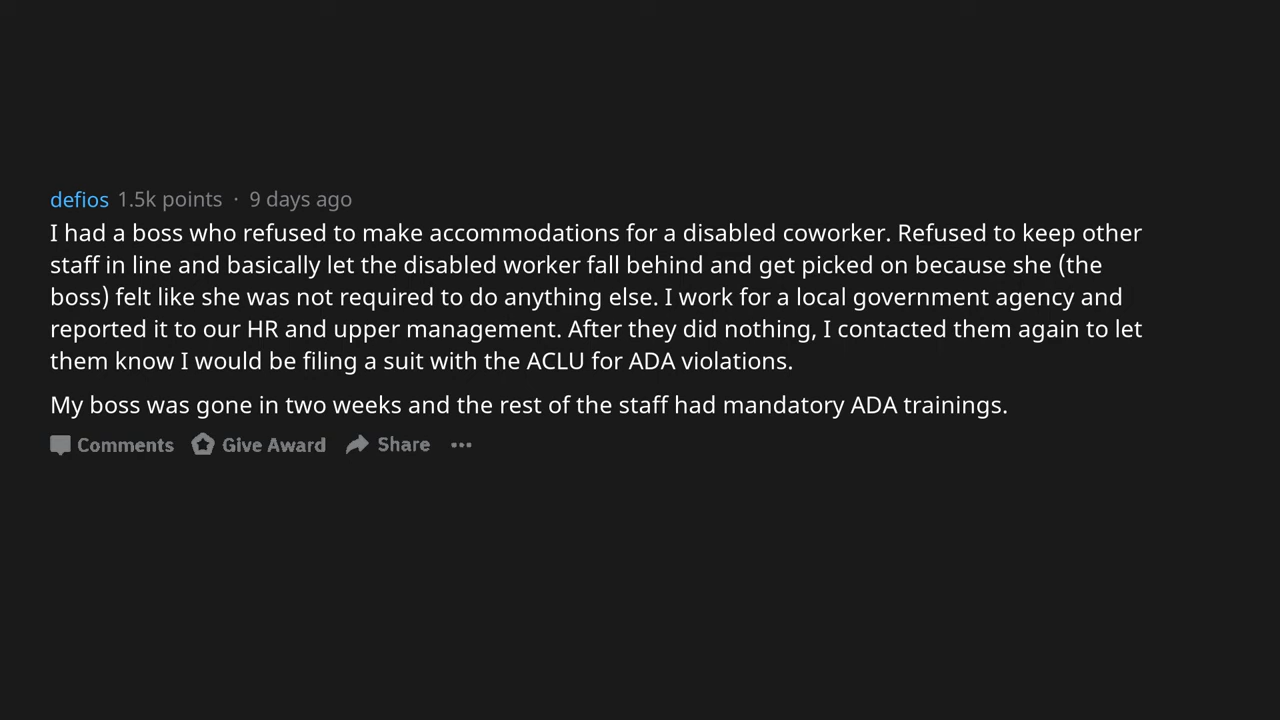 defios 1.5k points · 9 days ago
I had a boss who refused to make accommodations for a disabled coworker. Refused to keep other
staff in line and basically let the disabled worker fall behind and get picked on because she (the
boss) felt like she was not required to do anything else. I work for a local government agency and
reported it to our HR and upper management. After they did nothing, I contacted them again to let
them know I would be filing a suit with the ACLU for ADA violations.
My boss was gone in two weeks and the rest of the staff had mandatory ADA trainings.
Comments Give Award Share ···